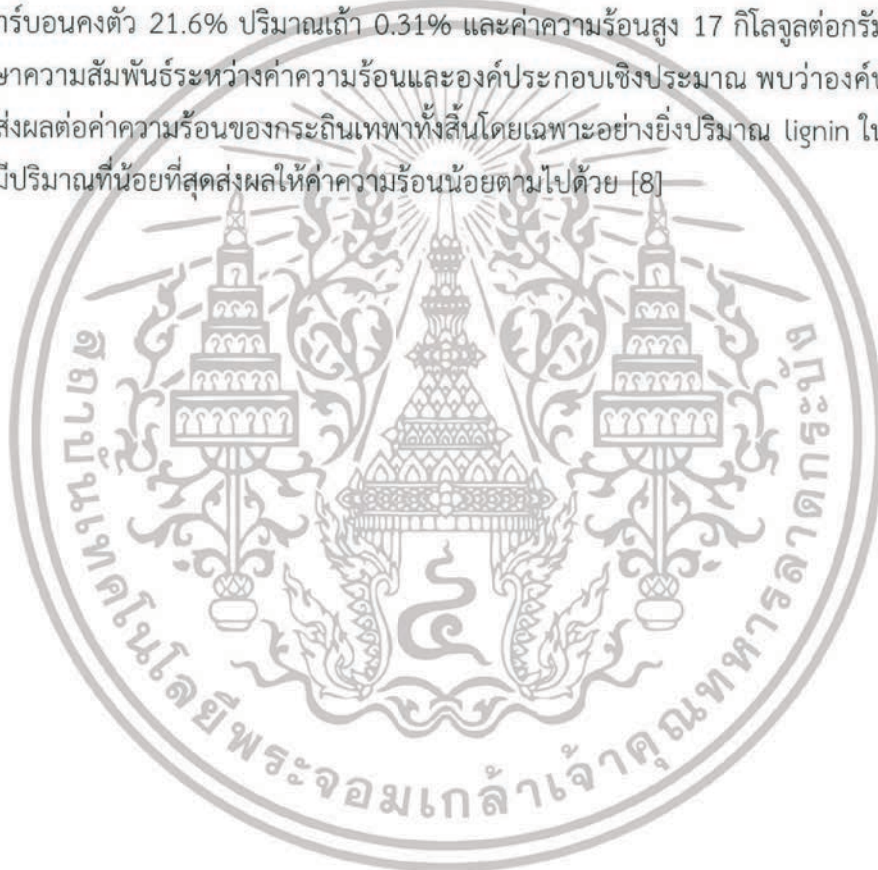 าร์บอนคงตัว 21.6% ปริมาณเถ้า 0.31% และค่าความร้อนสูง 17 กิโลจูลต่อกรัม
ษาความสัมพันธ์ระหว่างค่าความร้อนและองค์ประกอบเชิงประมาณ พบว่าองค์
ส่งผลต่อค่าความร้อนของกระถินเทพาทั้งสิ้นโดยเฉพาะอย่างยิ่งปริมาณ lignin ใน
มีปริมาณที่น้อยที่สุดส่งผลให้ค่าความร้อนน้อยตามไปด้วย [8]
สถาบันเทคโนโลยีพระจอมเกล้าเจ้าคุณทหารลาดกระบัง
๔